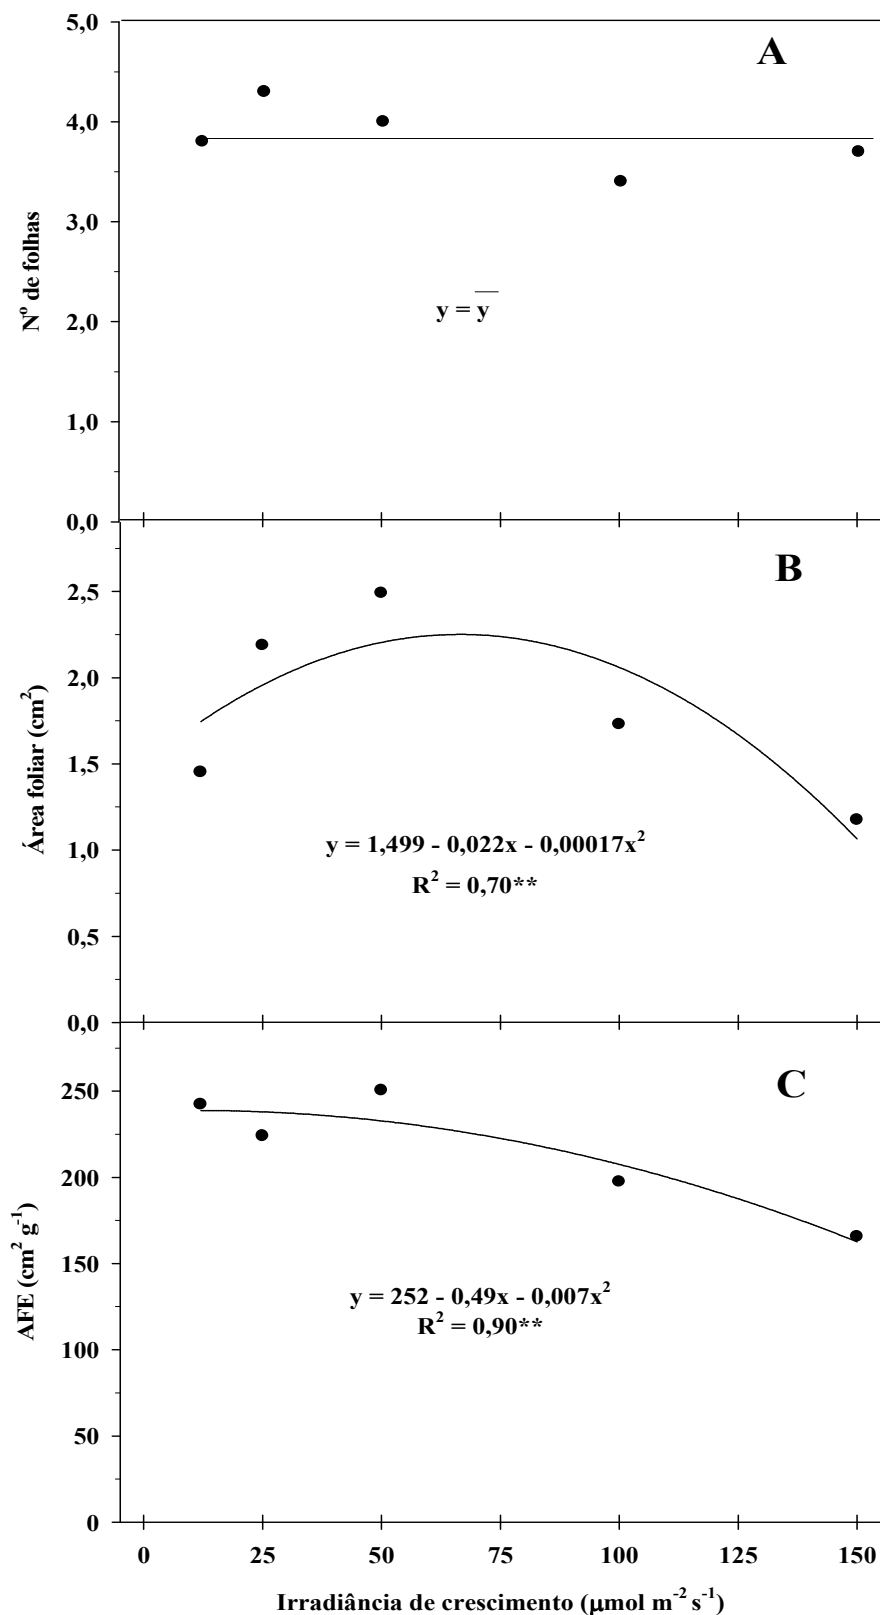 5,0
A
4,0
3,0
Nº de folhas
y = y̅
2,0
1,0
0,0
B
2,5
2,0
Área foliar (cm²)
1,5
1,0
y = 1,499 - 0,022x - 0,00017x²
R² = 0,70**
0,5
0,0
C
250
200
AFE (cm² g⁻¹)
150
y = 252 - 0,49x - 0,007x²
R² = 0,90**
100
50
0
0 25 50 75 100 125 150
Irradiância de crescimento (µmol m⁻² s⁻¹)